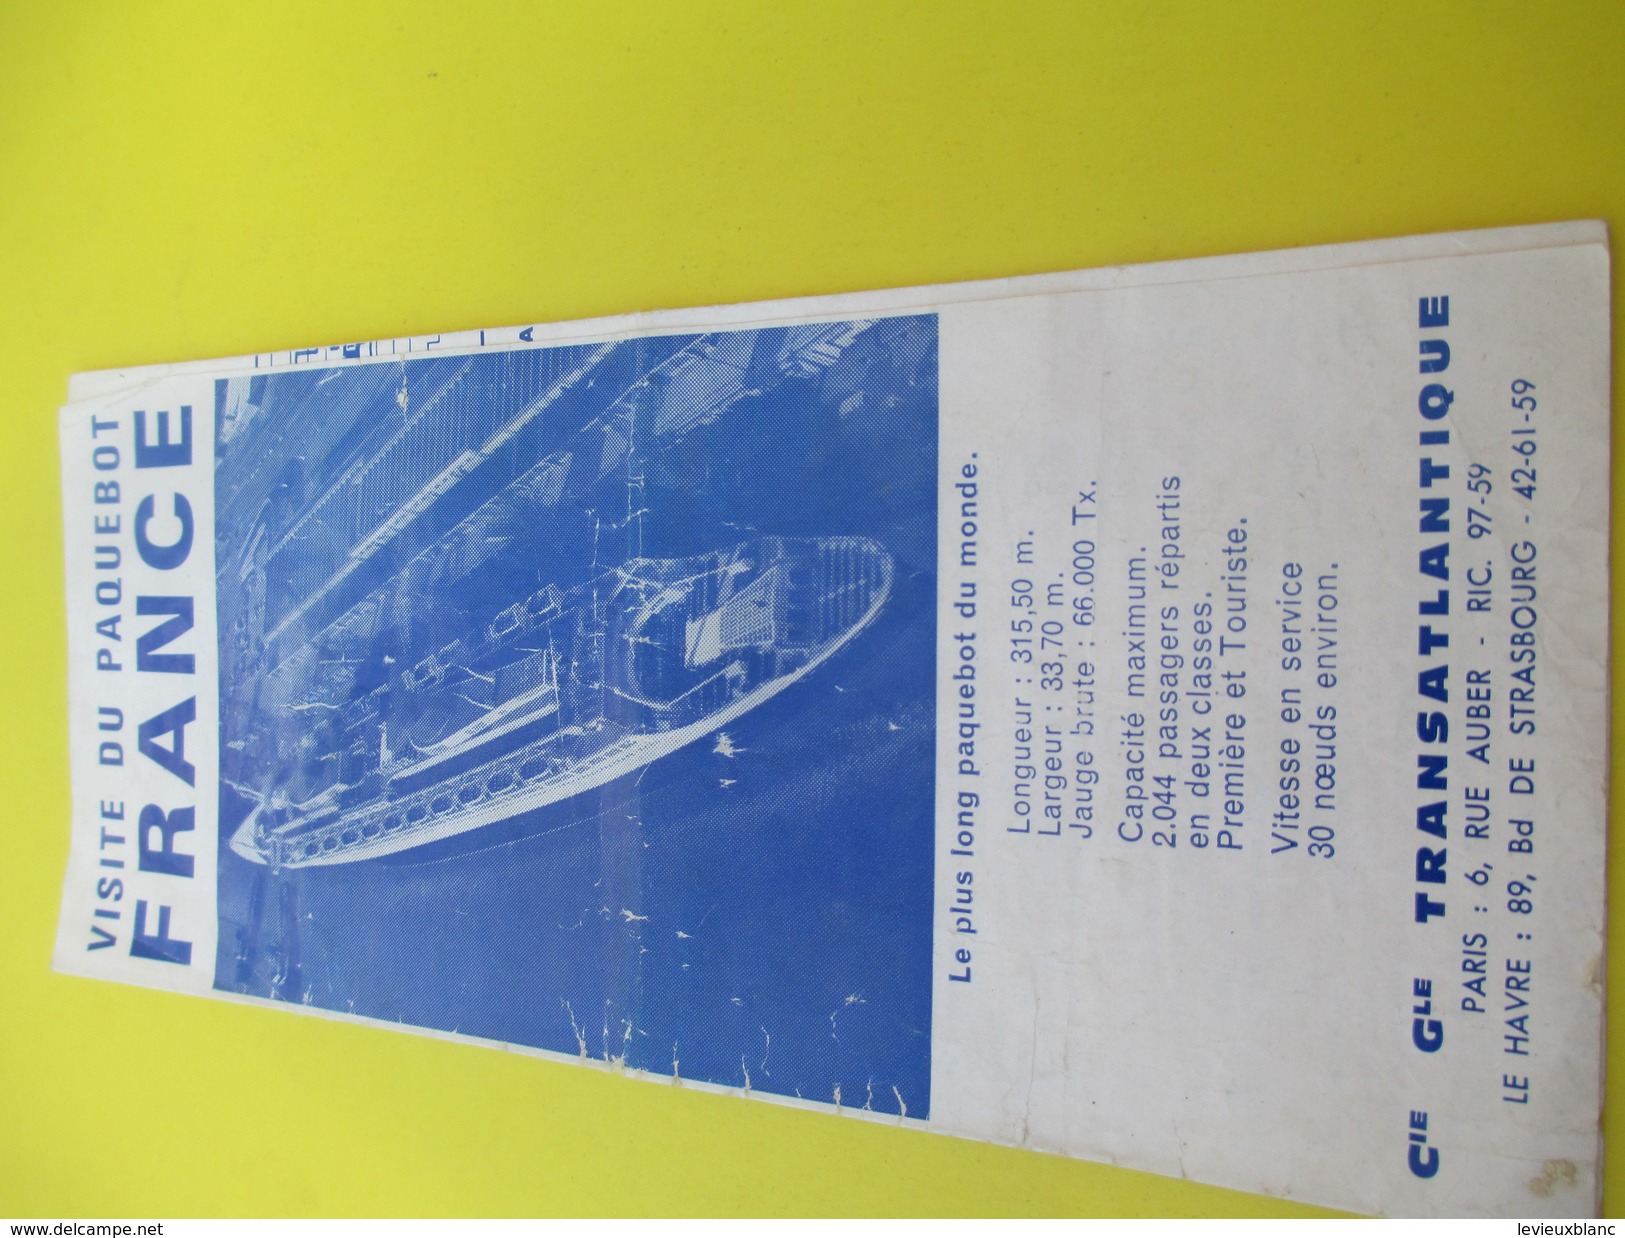 VISITE DU PAQUEBOT
FRANCE
A
Le plus long paquebot du monde.
Longueur : 315,50 m.
Largeur : 33,70 m.
Jauge brute : 66.000 Tx.
Capacité maximum.
2.044 passagers répartis
en deux classes.
Première et Touriste.
Vitesse en service
30 nœuds environ.
CIE GLE TRANSATLANTIQUE
PARIS : 6, RUE AUBER - RIC. 97-59
LE HAVRE : 89, Bd DE STRASBOURG - 42-61-59
www.delcampe.net
levieuxblanc